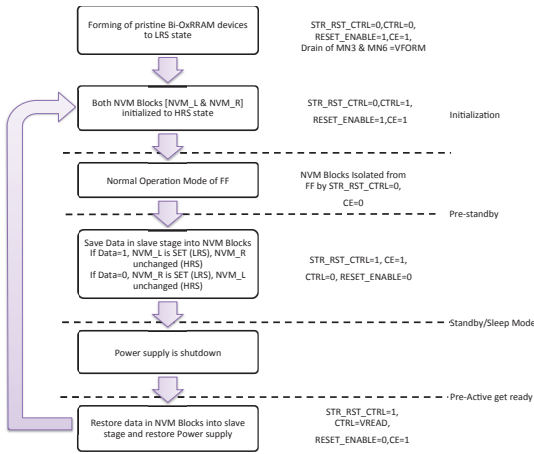 Forming of pristine Bi-OxRRAM devices
to LRS state
STR_RST_CTRL=0,CTRL=0,
RESET_ENABLE=1,CE=1,
Drain of MN3 & MN6 =VFORM
Both NVM Blocks [NVM_L & NVM_R]
initialized to HRS state
STR_RST_CTRL=0,CTRL=1,
RESET_ENABLE=1,CE=1
Initialization
Normal Operation Mode of FF
NVM Blocks Isolated from
FF by STR_RST_CTRL=0,
CE=0
Pre-standby
Save Data in slave stage into NVM Blocks
If Data=1, NVM_L is SET (LRS), NVM_R
unchanged (HRS)
If Data=0, NVM_R is SET (LRS), NVM_L
unchanged (HRS)
STR_RST_CTRL=1, CE=1,
CTRL=0, RESET_ENABLE=0
Standby/Sleep Mode
Power supply is shutdown
Pre-Active get ready
Restore data in NVM Blocks into slave
stage and restore Power supply
STR_RST_CTRL=1,
CTRL=VREAD,
RESET_ENABLE=0,CE=1